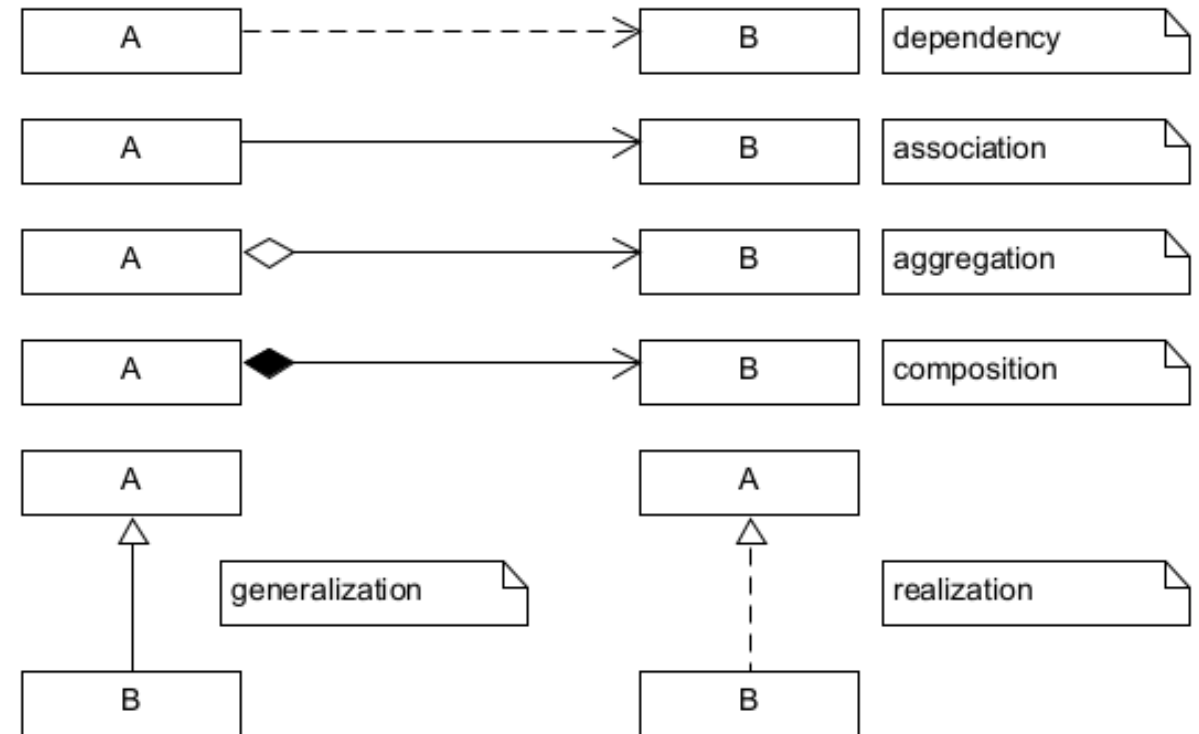 A B dependency
A B association
A B aggregation
A B composition
A A
generalization realization
B B